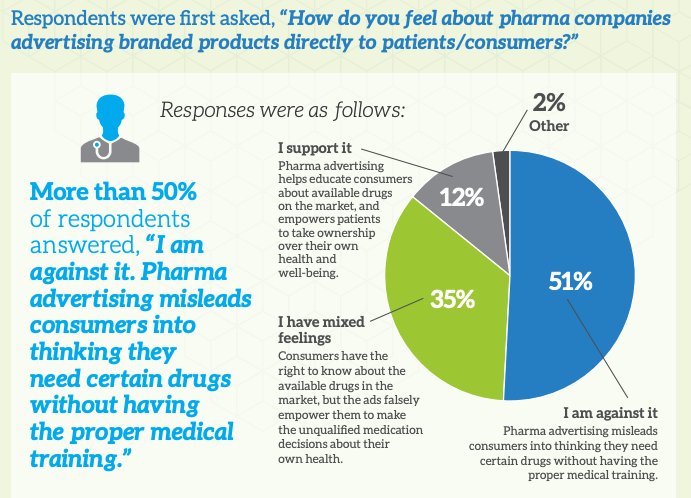 Respondents were first asked, “How do you feel about pharma companies
advertising branded products directly to patients/consumers?”
Responses were as follows:
More than 50%
of respondents
answered, “I am
against it. Pharma
advertising misleads
consumers into
thinking they
need certain drugs
without having
the proper medical
training.”
2%
Other
I support it
Pharma advertising
helps educate consumers
about available drugs
on the market, and
empowers patients
to take ownership
over their own
health and
well-being.
12%
51%
35%
I have mixed
feelings
Consumers have the
right to know about the
available drugs in the
market, but the ads falsely
empower them to make
the unqualified medication
decisions about their
own health.
I am against it
Pharma advertising misleads
consumers into thinking they need
certain drugs without having the
proper medical training.